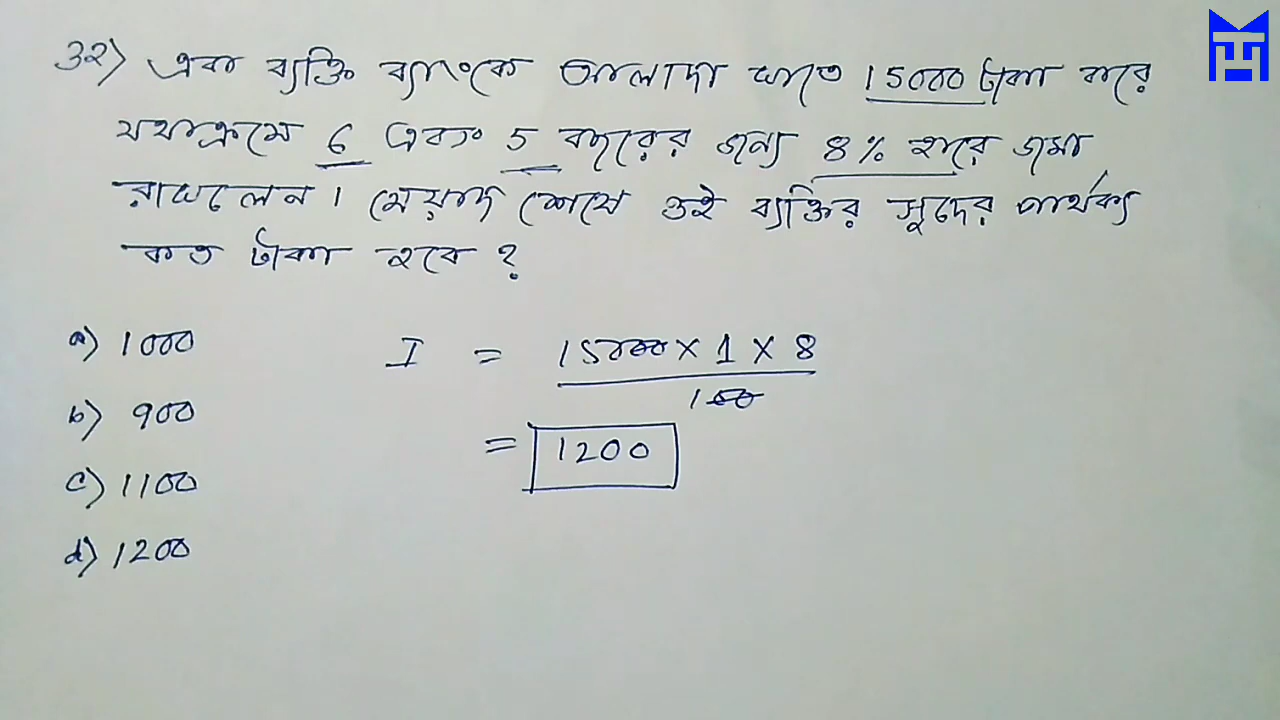 ৩২) এক ব্যক্তি ব্যাংকে আলাদা খাতে 15000 টাকা করে
যথাক্রমে 6 এবং 5 বছরের জন্য 8% হারে জমা
রাখলেন। মেয়াদ শেষে ওই ব্যক্তির সুদের পার্থক্য
কত টাকা হবে ?
a) 1000
b) 900
c) 1100
d) 1200
I = 15000 × 1 × 8
100
= 1200